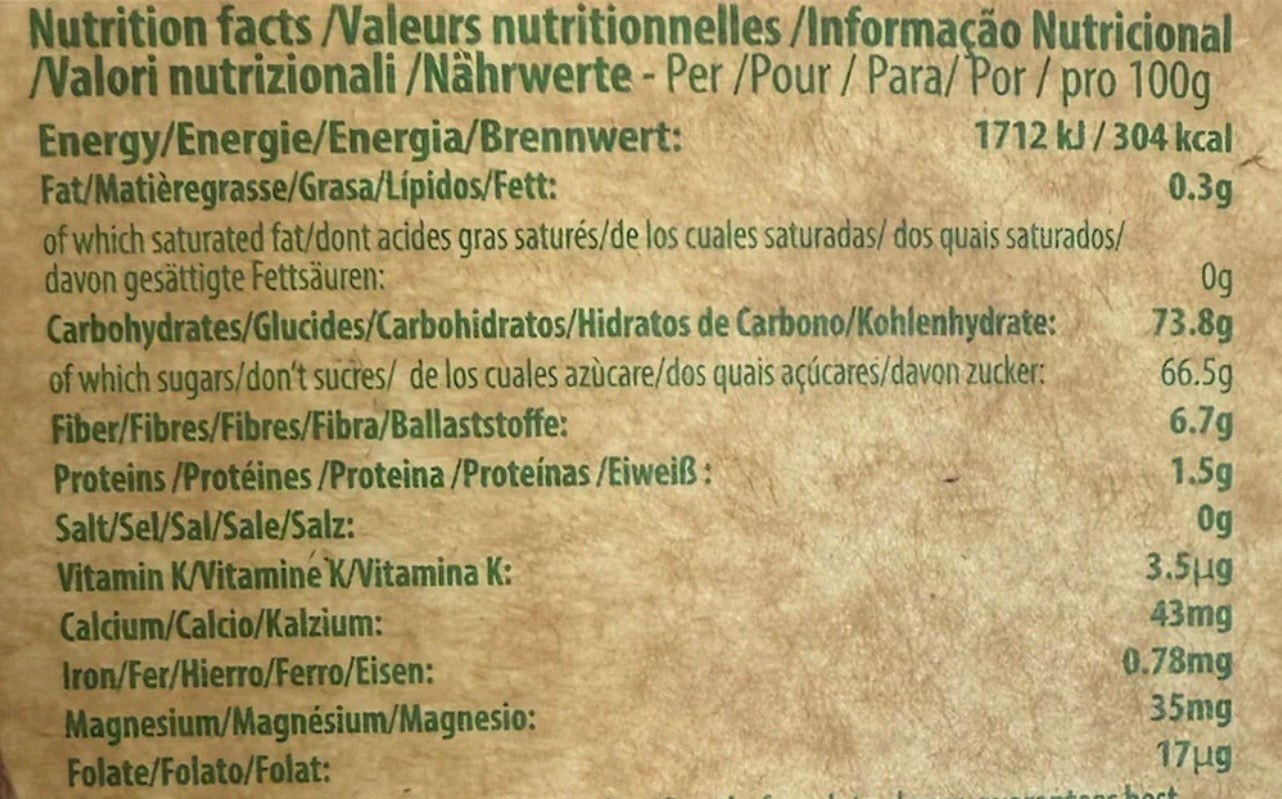 Nutrition facts /Valeurs nutritionnelles /Informação Nutricional
/Valori nutrizionali /Nährwerte - Per /Pour / Para/ Por / pro 100g
Energy/Energie/Energia/Brennwert: 1712 kJ / 304 kcal
Fat/Matièregrasse/Grasa/Lípidos/Fett: 0.3g
of which saturated fat/dont acides gras saturés/de los cuales saturadas/ dos quais saturados/
davon gesättigte Fettsäuren: 0g
Carbohydrates/Glucides/Carbohidratos/Hidratos de Carbono/Kohlenhydrate: 73.8g
of which sugars/don't sucres/ de los cuales azùcare/dos quais açúcares/davon zucker: 66.5g
Fiber/Fibres/Fibres/Fibra/Ballaststoffe: 6.7g
Proteins /Protéines /Proteina /Proteínas /Eiweiß : 1.5g
Salt/Sel/Sal/Sale/Salz: 0g
Vitamin K/Vitaminé K/Vitamina K: 3.5µg
Calcium/Calcio/Kalzium: 43mg
Iron/Fer/Hierro/Ferro/Eisen: 0.78mg
Magnesium/Magnésium/Magnesio: 35mg
Folate/Folato/Folat: 17µg